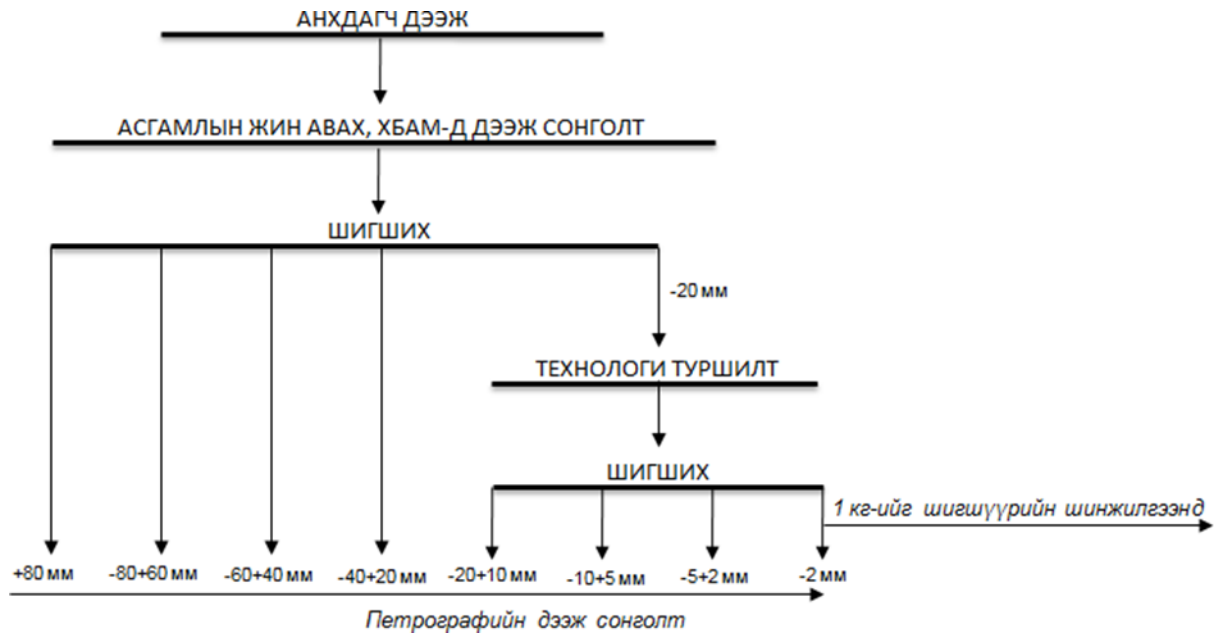 АНХДАГЧ ДЭЭЖ
АСГАМЛЫН ЖИН АВАХ, ХБАМ-Д ДЭЭЖ СОНГОЛТ
ШИГШИХ
-20 мм
ТЕХНОЛОГИ ТУРШИЛТ
ШИГШИХ
1 кг-ийг шигшүүрийн шинжилгээнд
+80 мм -80+60 мм -60+40 мм -40+20 мм -20+10 мм -10+5 мм -5+2 мм -2 мм
Петрографийн дээж сонголт